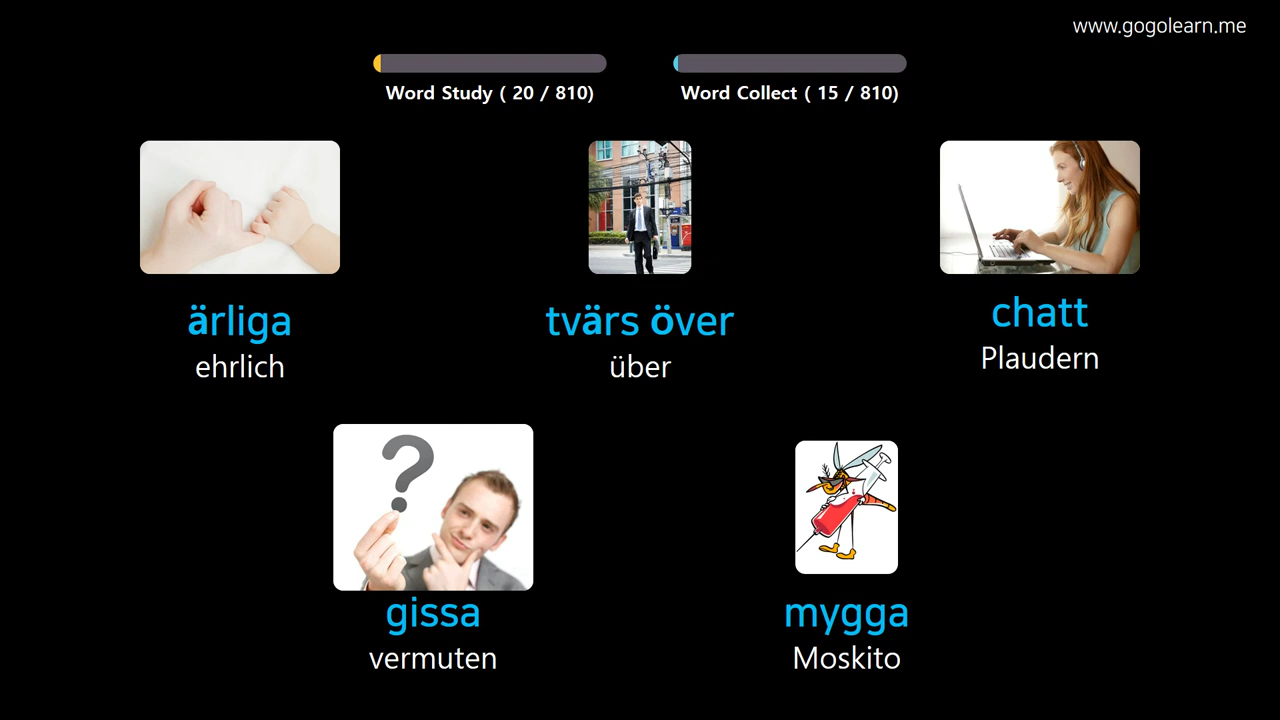 www.gogolearn.me
Word Study ( 20 / 810)
Word Collect ( 15 / 810)
ärliga
ehrlich
tvärs över
über
chatt
Plaudern
gissa
vermuten
mygga
Moskito